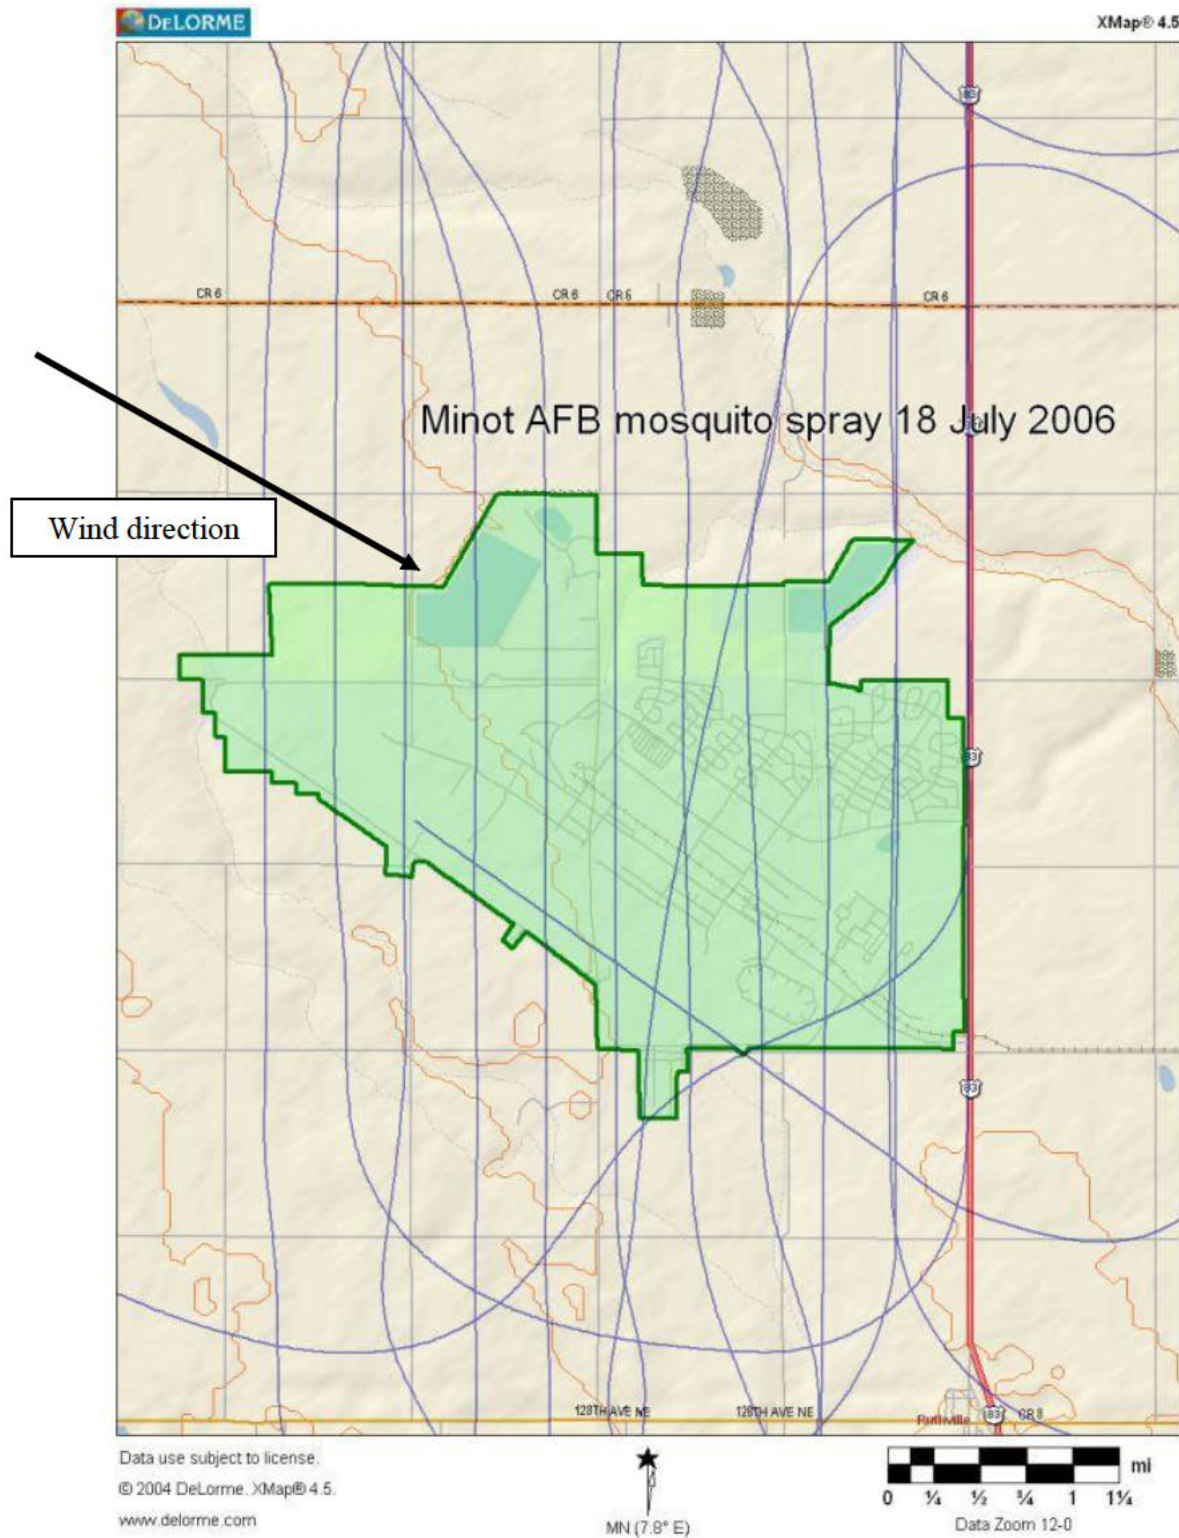 DELORME
XMap® 4.5
83
CR 6
CR 6
CR 6
CR 6
Minot AFB mosquito spray 18 July 2006
Wind direction
83
128TH AVE NE
128TH AVE NE
Ruthville
83
CR 8
Data use subject to license.
© 2004 DeLorme. XMap® 4.5.
www.delorme.com
MN (7.8° E)
mi
0 ¼ ½ ¾ 1 1¼
Data Zoom 12-0